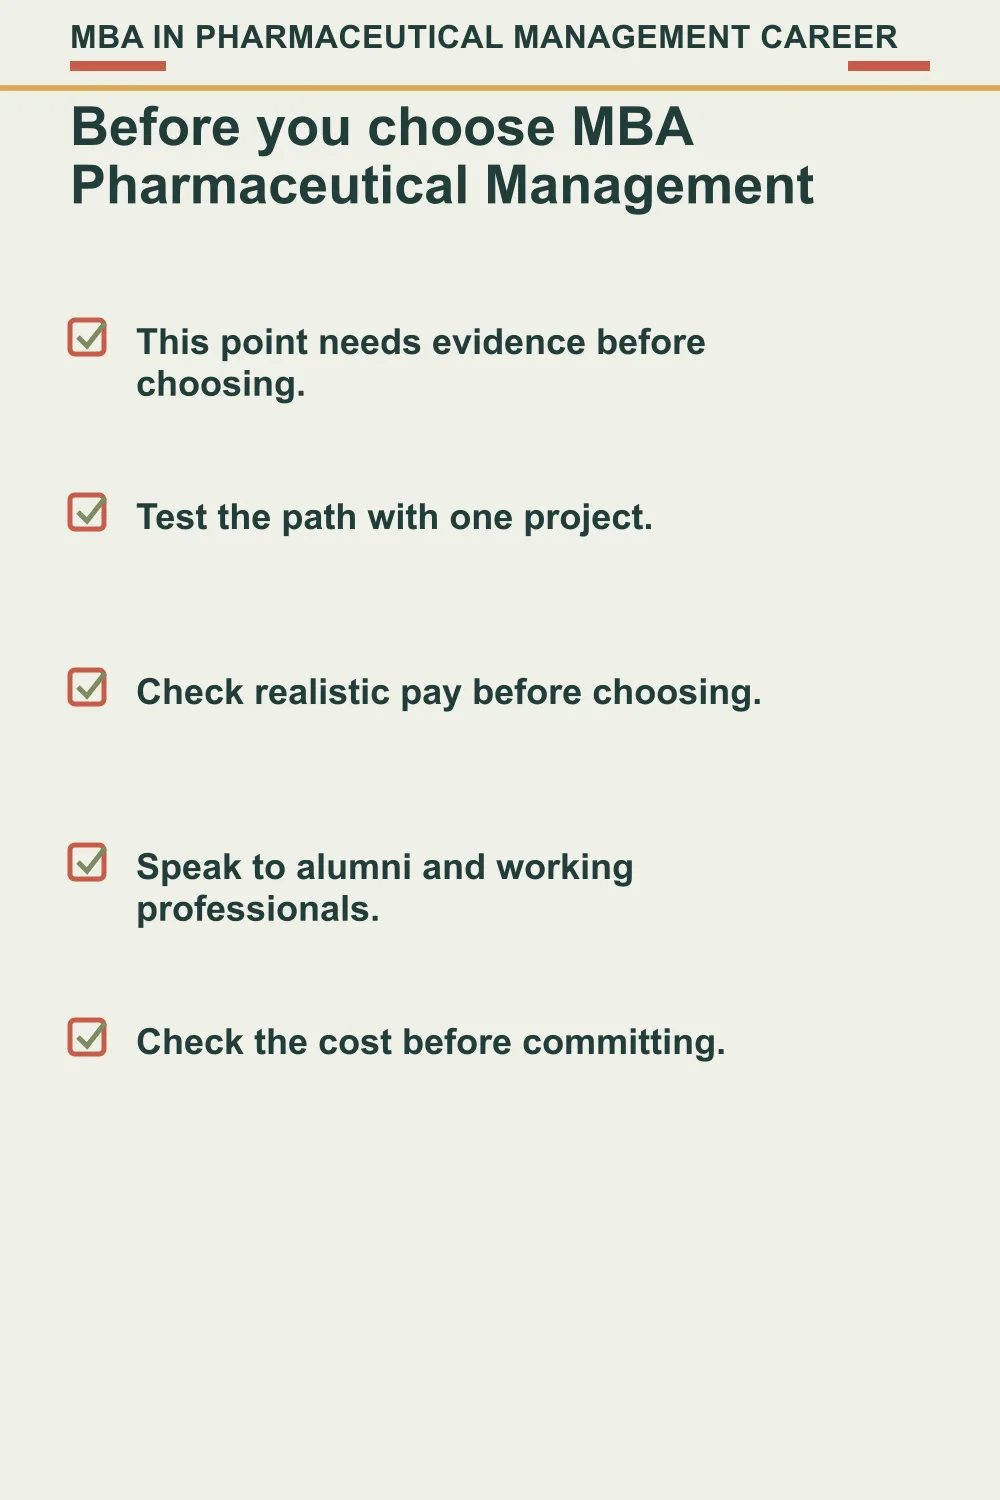 MBA IN PHARMACEUTICAL MANAGEMENT CAREER
Before you choose MBA
Pharmaceutical Management
This point needs evidence before
choosing.
Test the path with one project.
Check realistic pay before choosing.
Speak to alumni and working
professionals.
Check the cost before committing.